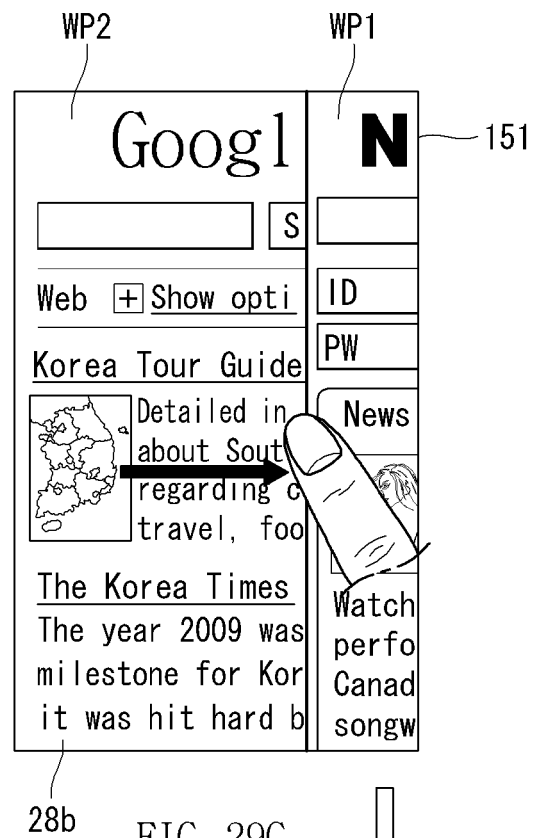 WP2
WP1
Googl
N
151
S
Web + Show opti
ID
PW
Korea Tour Guide
News
Detailed in
about Sout
regarding c
travel, foo
The Korea Times
The year 2009 was
milestone for Kor
it was hit hard b
Watch
perfo
Canad
songw
28b
FIG. 29C